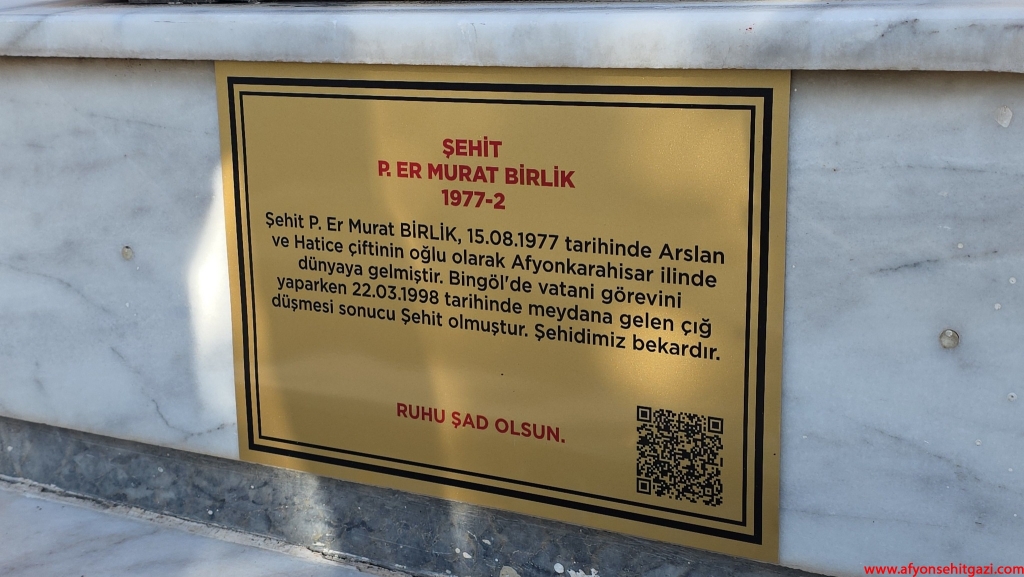 ŞEHİT
P. ER MURAT BİRLİK
1977-2
Şehit P. Er Murat BİRLİK, 15.08.1977 tarihinde Arslan
ve Hatice çiftinin oğlu olarak Afyonkarahisar ilinde
dünyaya gelmiştir. Bingöl'de vatani görevini
yaparken 22.03.1998 tarihinde meydana gelen çığ
düşmesi sonucu Şehit olmuştur. Şehidimiz bekardır.
RUHU ŞAD OLSUN.
www.afyonsehitgazi.com